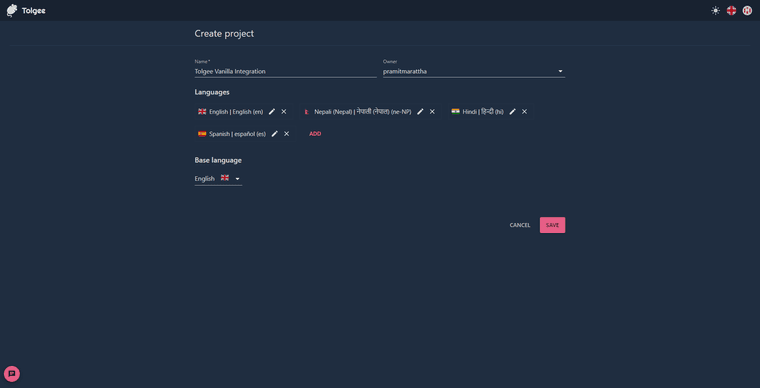 Tolgee
Create project
Name *
Owner
Tolgee Vanilla Integration
pramitmarattha
Languages
English | English (en)
Nepali (Nepal) | नेपाली (नेपाल) (ne-NP)
Hindi | हिन्दी (hi)
Spanish | español (es)
ADD
Base language
English
CANCEL
SAVE